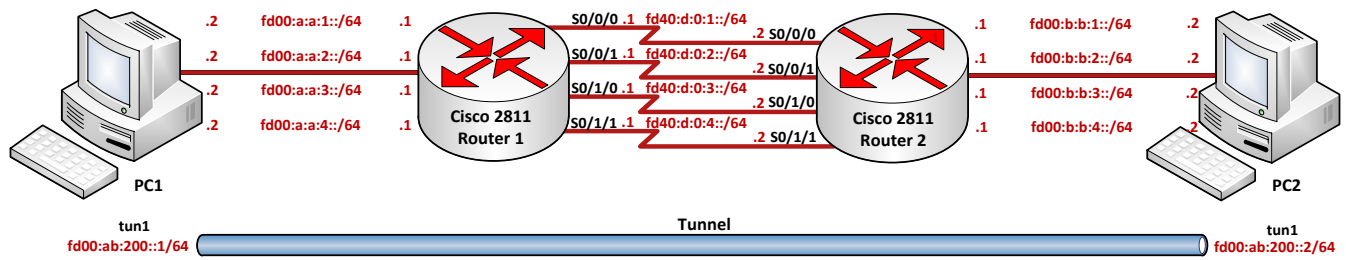 .2 fd00:a:a:1::/64 .1
.2 fd00:a:a:2::/64 .1
.2 fd00:a:a:3::/64 .1
.2 fd00:a:a:4::/64 .1
PC1
Cisco 2811
Router 1
S0/0/0 .1 fd40:d:0:1::/64
.2 S0/0/0
S0/0/1 .1 fd40:d:0:2::/64
.2 S0/0/1
S0/1/0 .1 fd40:d:0:3::/64
.2 S0/1/0
S0/1/1 .1 fd40:d:0:4::/64
.2 S0/1/1
Cisco 2811
Router 2
.1 fd00:b:b:1::/64 .2
.1 fd00:b:b:2::/64 .2
.1 fd00:b:b:3::/64 .2
.1 fd00:b:b:4::/64 .2
PC2
Tunnel
tun1
fd00:ab:200::1/64
tun1
fd00:ab:200::2/64